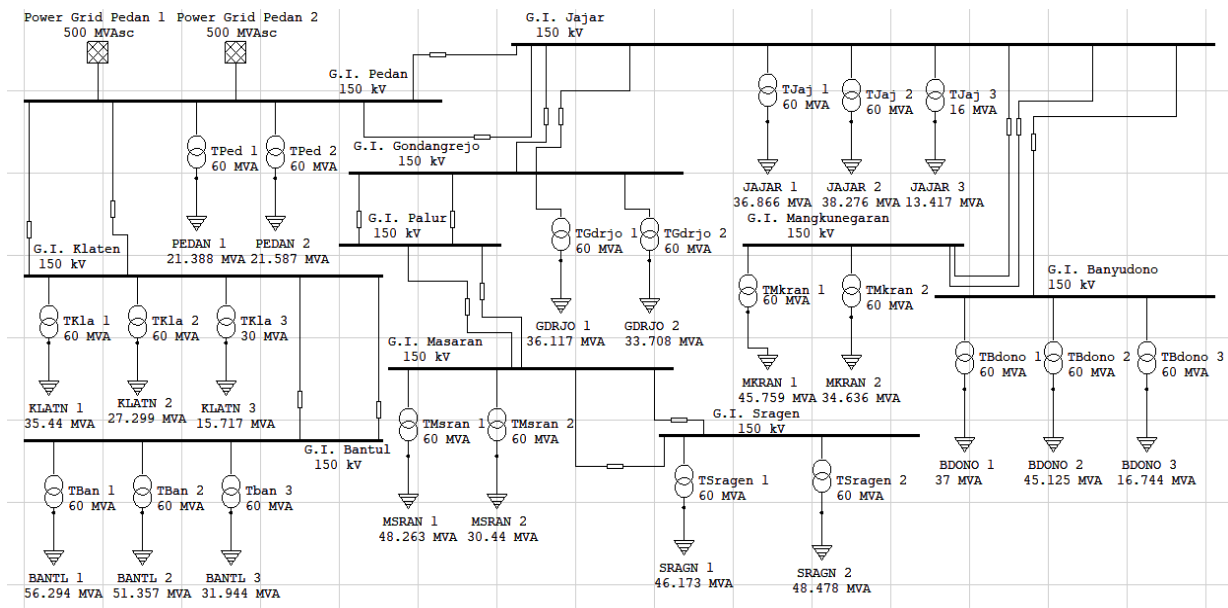 Power Grid Pedan 1
500 MVAsc
Power Grid Pedan 2
500 MVAsc
G.I. Jajar
150 kV
G.I. Pedan
150 kV
TJaj 1
60 MVA
TJaj 2
60 MVA
TJaj 3
16 MVA
TPed 1
60 MVA
TPed 2
60 MVA
G.I. Gondangrejo
150 kV
JAJAR 1
36.866 MVA
JAJAR 2
38.276 MVA
JAJAR 3
13.417 MVA
PEDAN 1
21.388 MVA
PEDAN 2
21.587 MVA
G.I. Palur
150 kV
TGdrjo 1
60 MVA
TGdrjo 2
60 MVA
G.I. Mangkunegaran
150 kV
G.I. Klaten
150 kV
G.I. Banyudono
150 kV
TMkran 1
60 MVA
TMkran 2
60 MVA
TKla 1
60 MVA
TKla 2
60 MVA
TKla 3
30 MVA
GDRJO 1
36.117 MVA
GDRJO 2
33.708 MVA
G.I. Masaran
150 kV
TBdono 1
60 MVA
TBdono 2
60 MVA
TBdono 3
60 MVA
MKRAN 1
45.759 MVA
MKRAN 2
34.636 MVA
KLATN 1
35.44 MVA
KLATN 2
27.299 MVA
KLATN 3
15.717 MVA
TMsran 1
60 MVA
TMsran 2
60 MVA
G.I. Sragen
150 kV
G.I. Bantul
150 kV
BDONO 1
37 MVA
BDONO 2
45.125 MVA
BDONO 3
16.744 MVA
TBan 1
60 MVA
TBan 2
60 MVA
Tban 3
60 MVA
TSragen 1
60 MVA
TSragen 2
60 MVA
MSRAN 1
48.263 MVA
MSRAN 2
30.44 MVA
BANTL 1
56.294 MVA
BANTL 2
51.357 MVA
BANTL 3
31.944 MVA
SRAGN 1
46.173 MVA
SRAGN 2
48.478 MVA